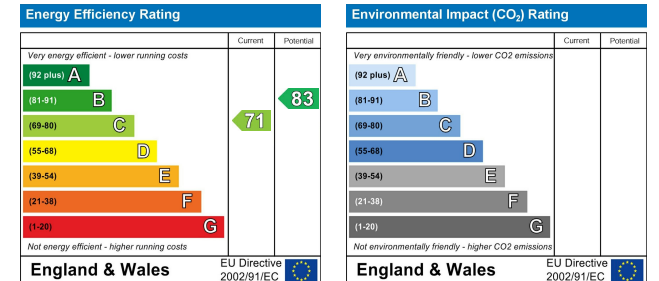 Energy Efficiency Rating
Current Potential
Very energy efficient - lower running costs
(92 plus) A
(81-91) B
83
(69-80) C
71
(55-68) D
(39-54) E
(21-38) F
(1-20) G
Not energy efficient - higher running costs
England & Wales
EU Directive
2002/91/EC
Environmental Impact (CO2) Rating
Current Potential
Very environmentally friendly - lower CO2 emissions
(92 plus) A
(81-91) B
(69-80) C
(55-68) D
(39-54) E
(21-38) F
(1-20) G
Not environmentally friendly - higher CO2 emissions
England & Wales
EU Directive
2002/91/EC